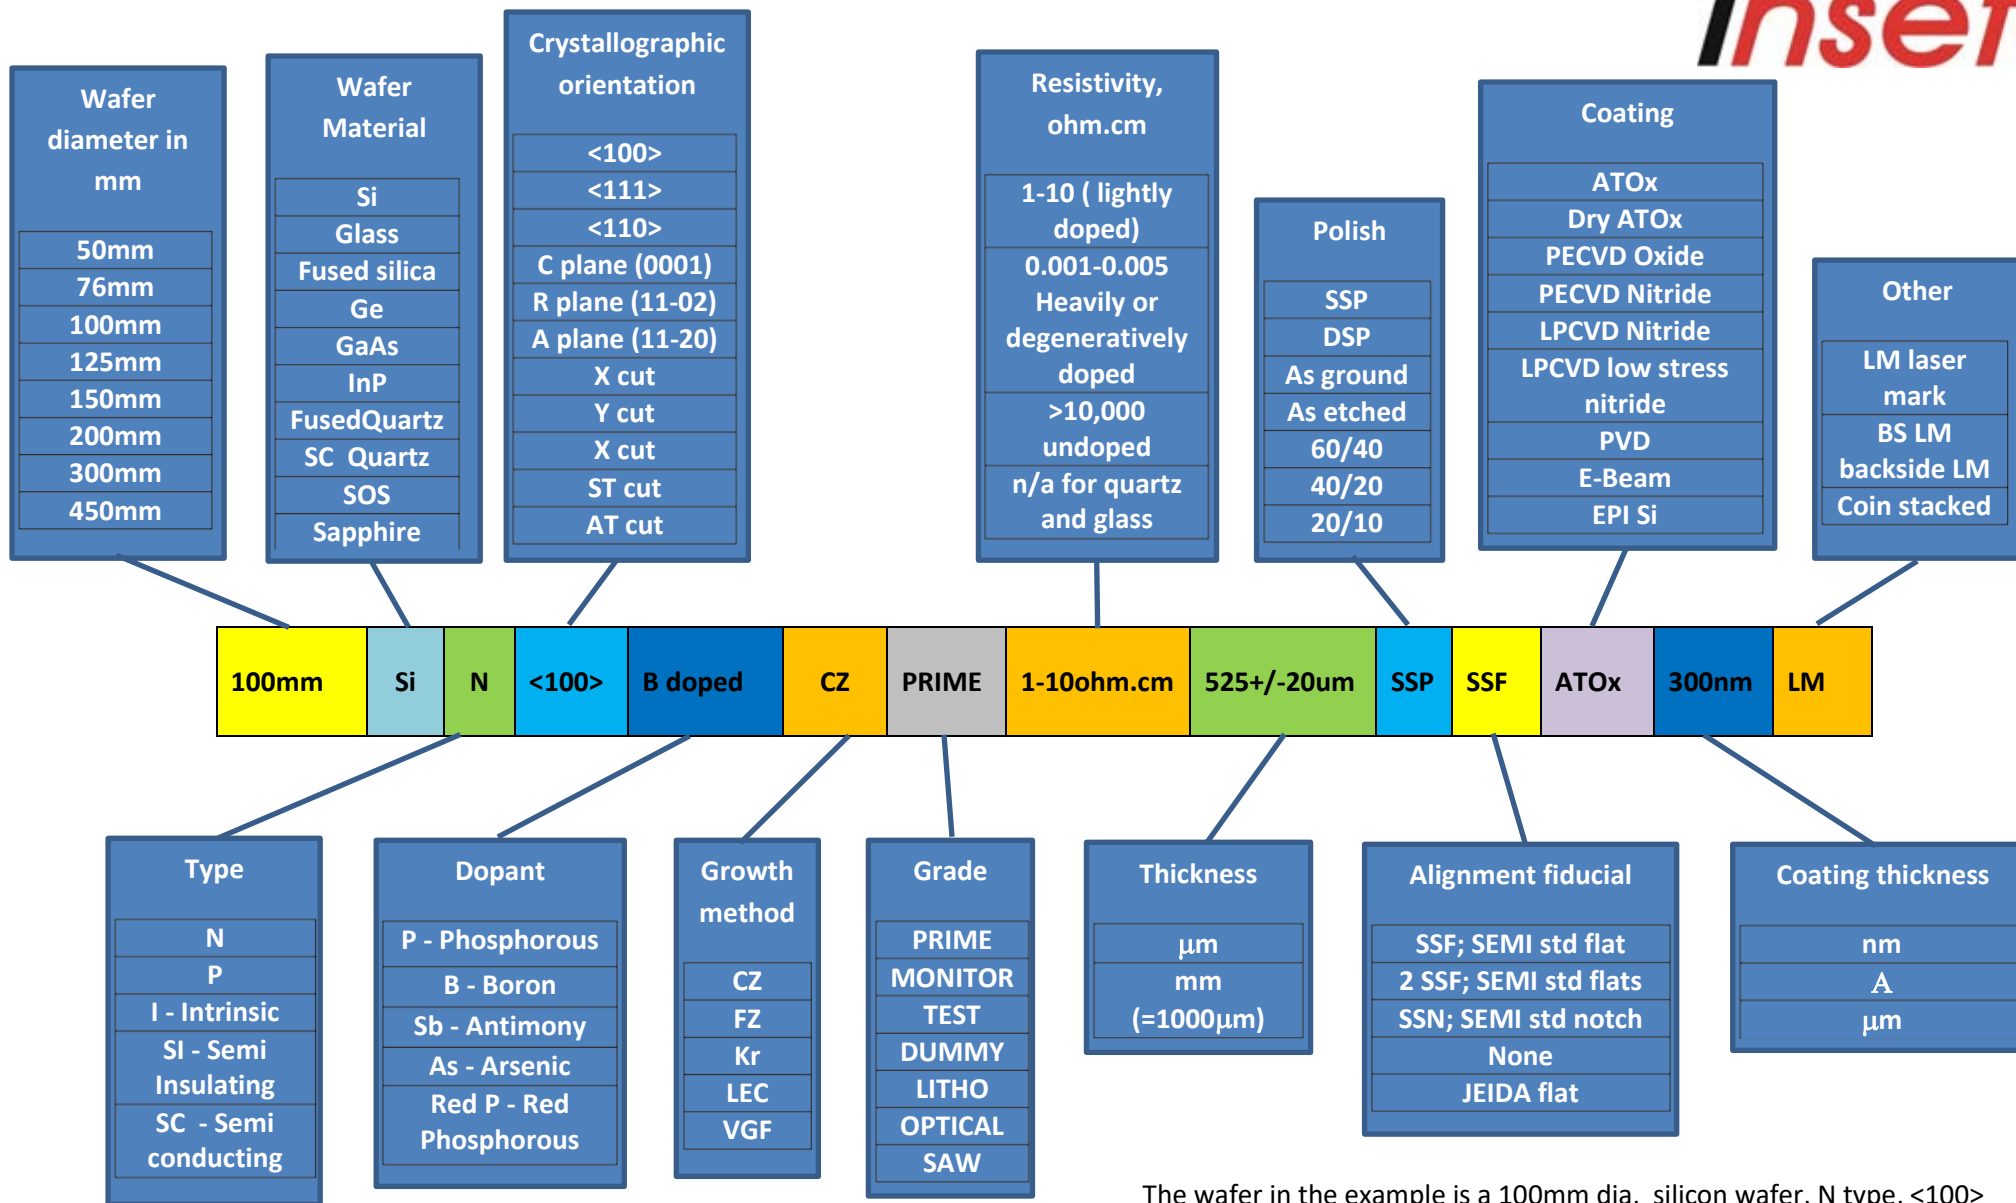 Inset
Wafer
diameter in
mm
50mm
76mm
100mm
125mm
150mm
200mm
300mm
450mm
Wafer
Material
Si
Glass
Fused silica
Ge
GaAs
InP
FusedQuartz
SC Quartz
SOS
Sapphire
Crystallographic
orientation
<100>
<111>
<110>
C plane (0001)
R plane (11-02)
A plane (11-20)
X cut
Y cut
X cut
ST cut
AT cut
Resistivity,
ohm.cm
1-10 ( lightly
doped)
0.001-0.005
Heavily or
degeneratively
doped
>10,000
undoped
n/a for quartz
and glass
Polish
SSP
DSP
As ground
As etched
60/40
40/20
20/10
Coating
ATOx
Dry ATOx
PECVD Oxide
PECVD Nitride
LPCVD Nitride
LPCVD low stress
nitride
PVD
E-Beam
EPI Si
Other
LM laser
mark
BS LM
backside LM
Coin stacked
100mm Si N <100> B doped CZ PRIME 1-10ohm.cm 525+/-20um SSP SSF ATOx 300nm LM
Type
N
P
I - Intrinsic
SI - Semi
Insulating
SC - Semi
conducting
Dopant
P - Phosphorous
B - Boron
Sb - Antimony
As - Arsenic
Red P - Red
Phosphorous
Growth
method
CZ
FZ
Kr
LEC
VGF
Grade
PRIME
MONITOR
TEST
DUMMY
LITHO
OPTICAL
SAW
Thickness
µm
mm
(=1000µm)
Alignment fiducial
SSF; SEMI std flat
2 SSF; SEMI std flats
SSN; SEMI std notch
None
JEIDA flat
Coating thickness
nm
A
µm
The wafer in the example is a 100mm dia, silicon wafer, N type, <100>